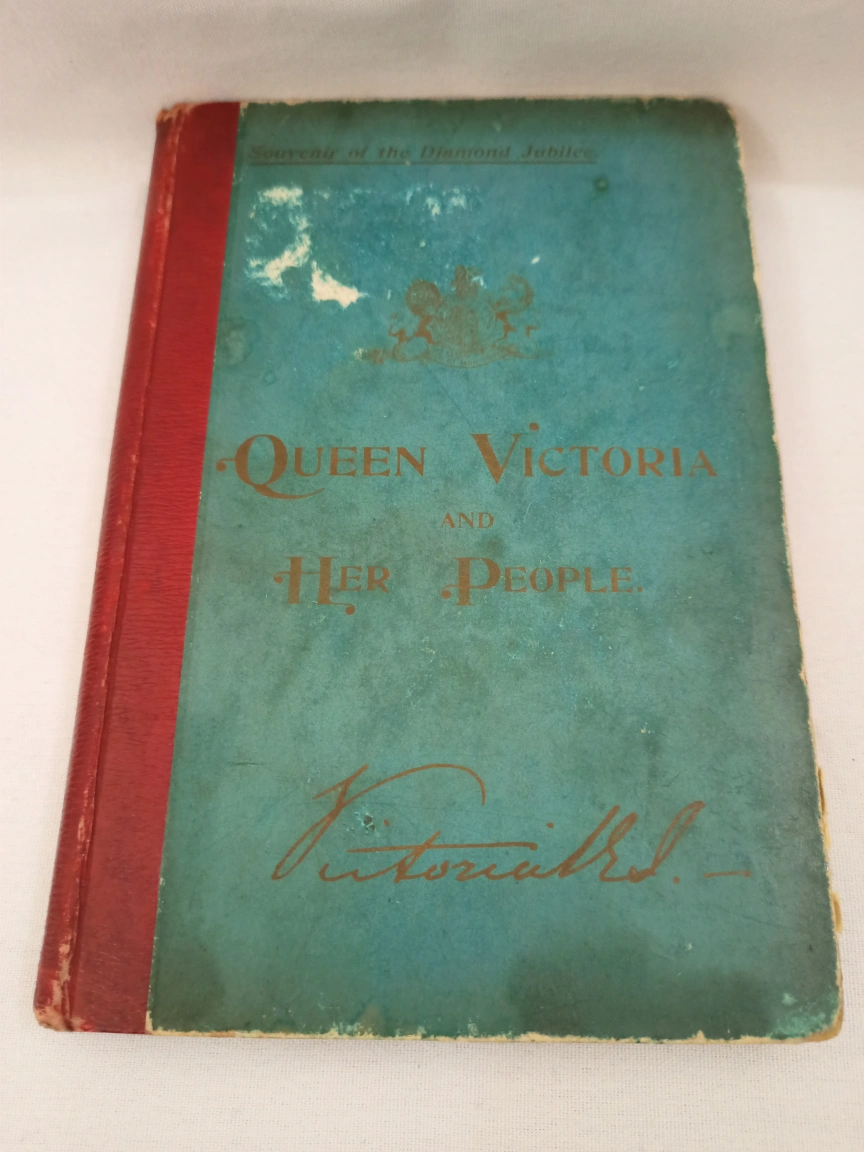 Souvenir of the Diamond Jubilee.
QUEEN VICTORIA
AND
HER PEOPLE.
Victoria R I. —